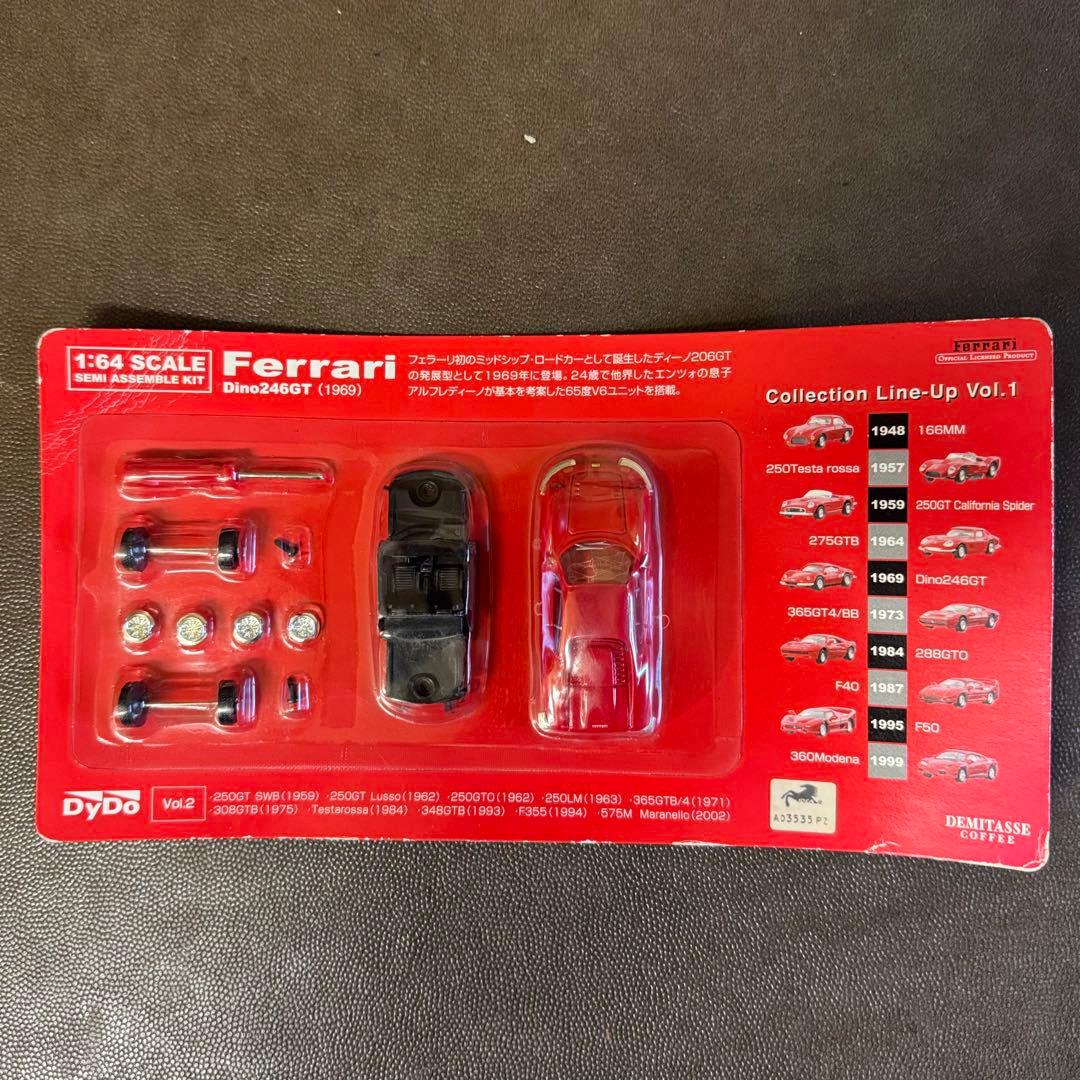 1:64 SCALE
SEMI ASSEMBLE KIT
Ferrari
Dino246GT (1969)
フェラーリ初のミッドシップ・ロードカーとして誕生したディーノ206GT
の発展型として1969年に登場。24歳で他界したエンツォの息子
アルフレディーノが基本を考案した65度V6ユニットを搭載。
Ferrari
OFFICIAL LICENSED PRODUCT
Collection Line-Up Vol.1
1948 166MM
250Testa rossa 1957
1959 250GT California Spider
275GTB 1964
1969 Dino246GT
365GT4/BB 1973
1984 288GTO
F40 1987
1995 F50
360Modena 1999
DyDo
Vol.2
·250GT SWB(1959) ·250GT Lusso(1962) ·250GTO(1962) ·250LM(1963) ·365GTB/4(1971)
·308GTB(1975) ·Testarossa(1984) ·348GTB(1993) ·F355(1994) ·575M Maranello(2002)
AD3535PZ
DEMITASSE
COFFEE